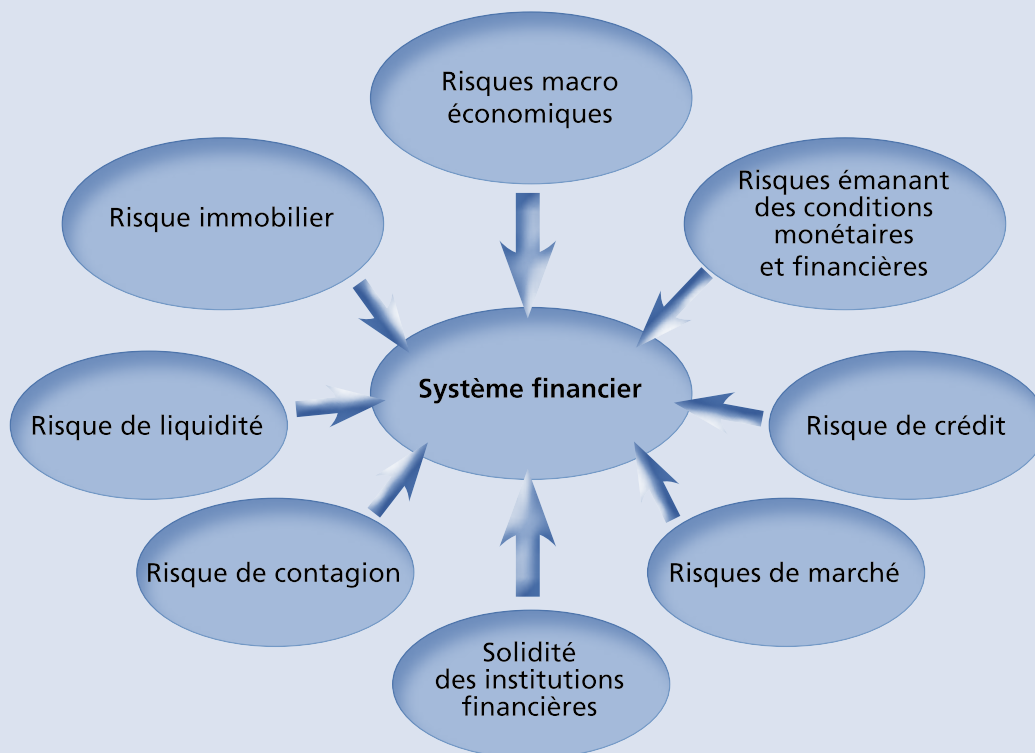 Risques macro
économiques
Risque immobilier
Risques émanant
des conditions
monétaires
et financières
Système financier
Risque de liquidité
Risque de crédit
Risque de contagion
Risques de marché
Solidité
des institutions
financières